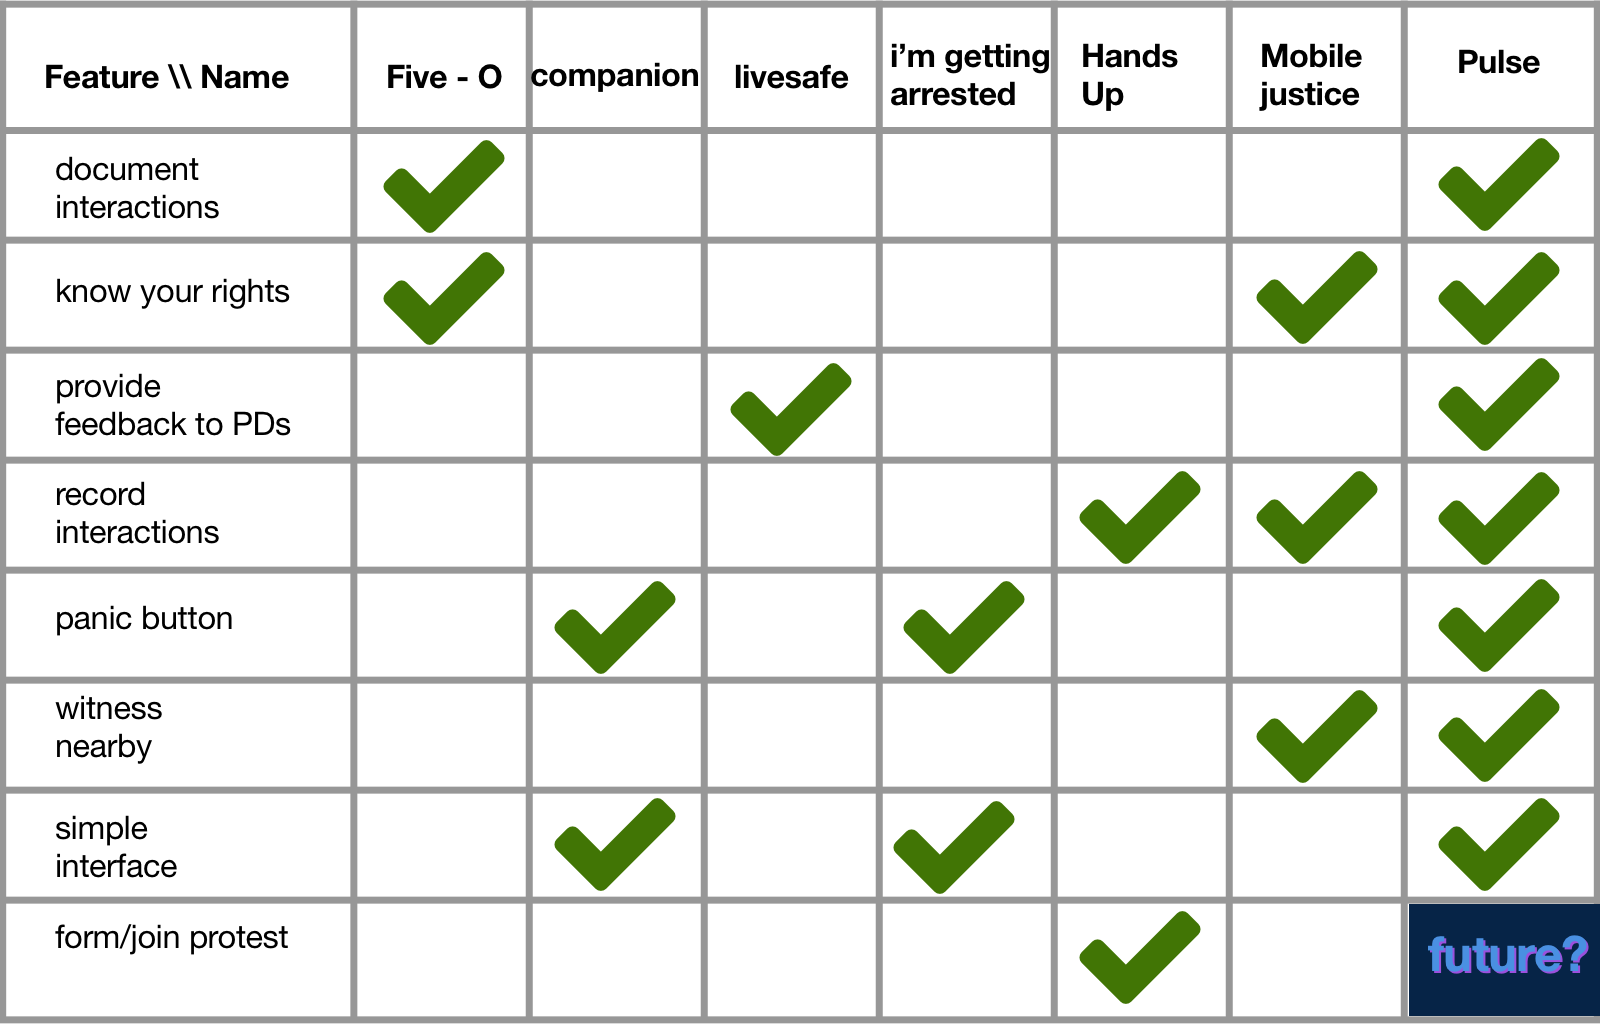 Feature \\ Name
Five - O
companion
livesafe
i'm getting
arrested
Hands
Up
Mobile
justice
Pulse
document
interactions
know your rights
provide
feedback to PDs
record
interactions
panic button
witness
nearby
simple
interface
form/join protest
future?